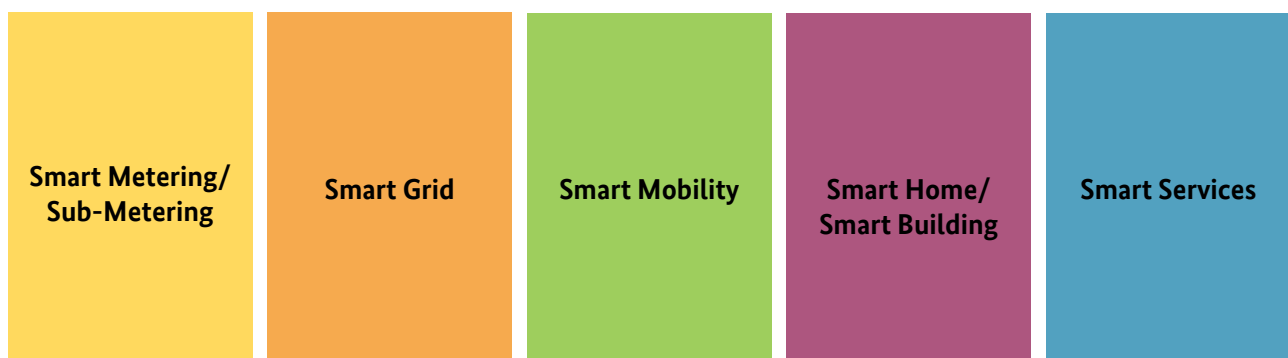 Smart Metering/
Sub-Metering
Smart Grid
Smart Mobility
Smart Home/
Smart Building
Smart Services